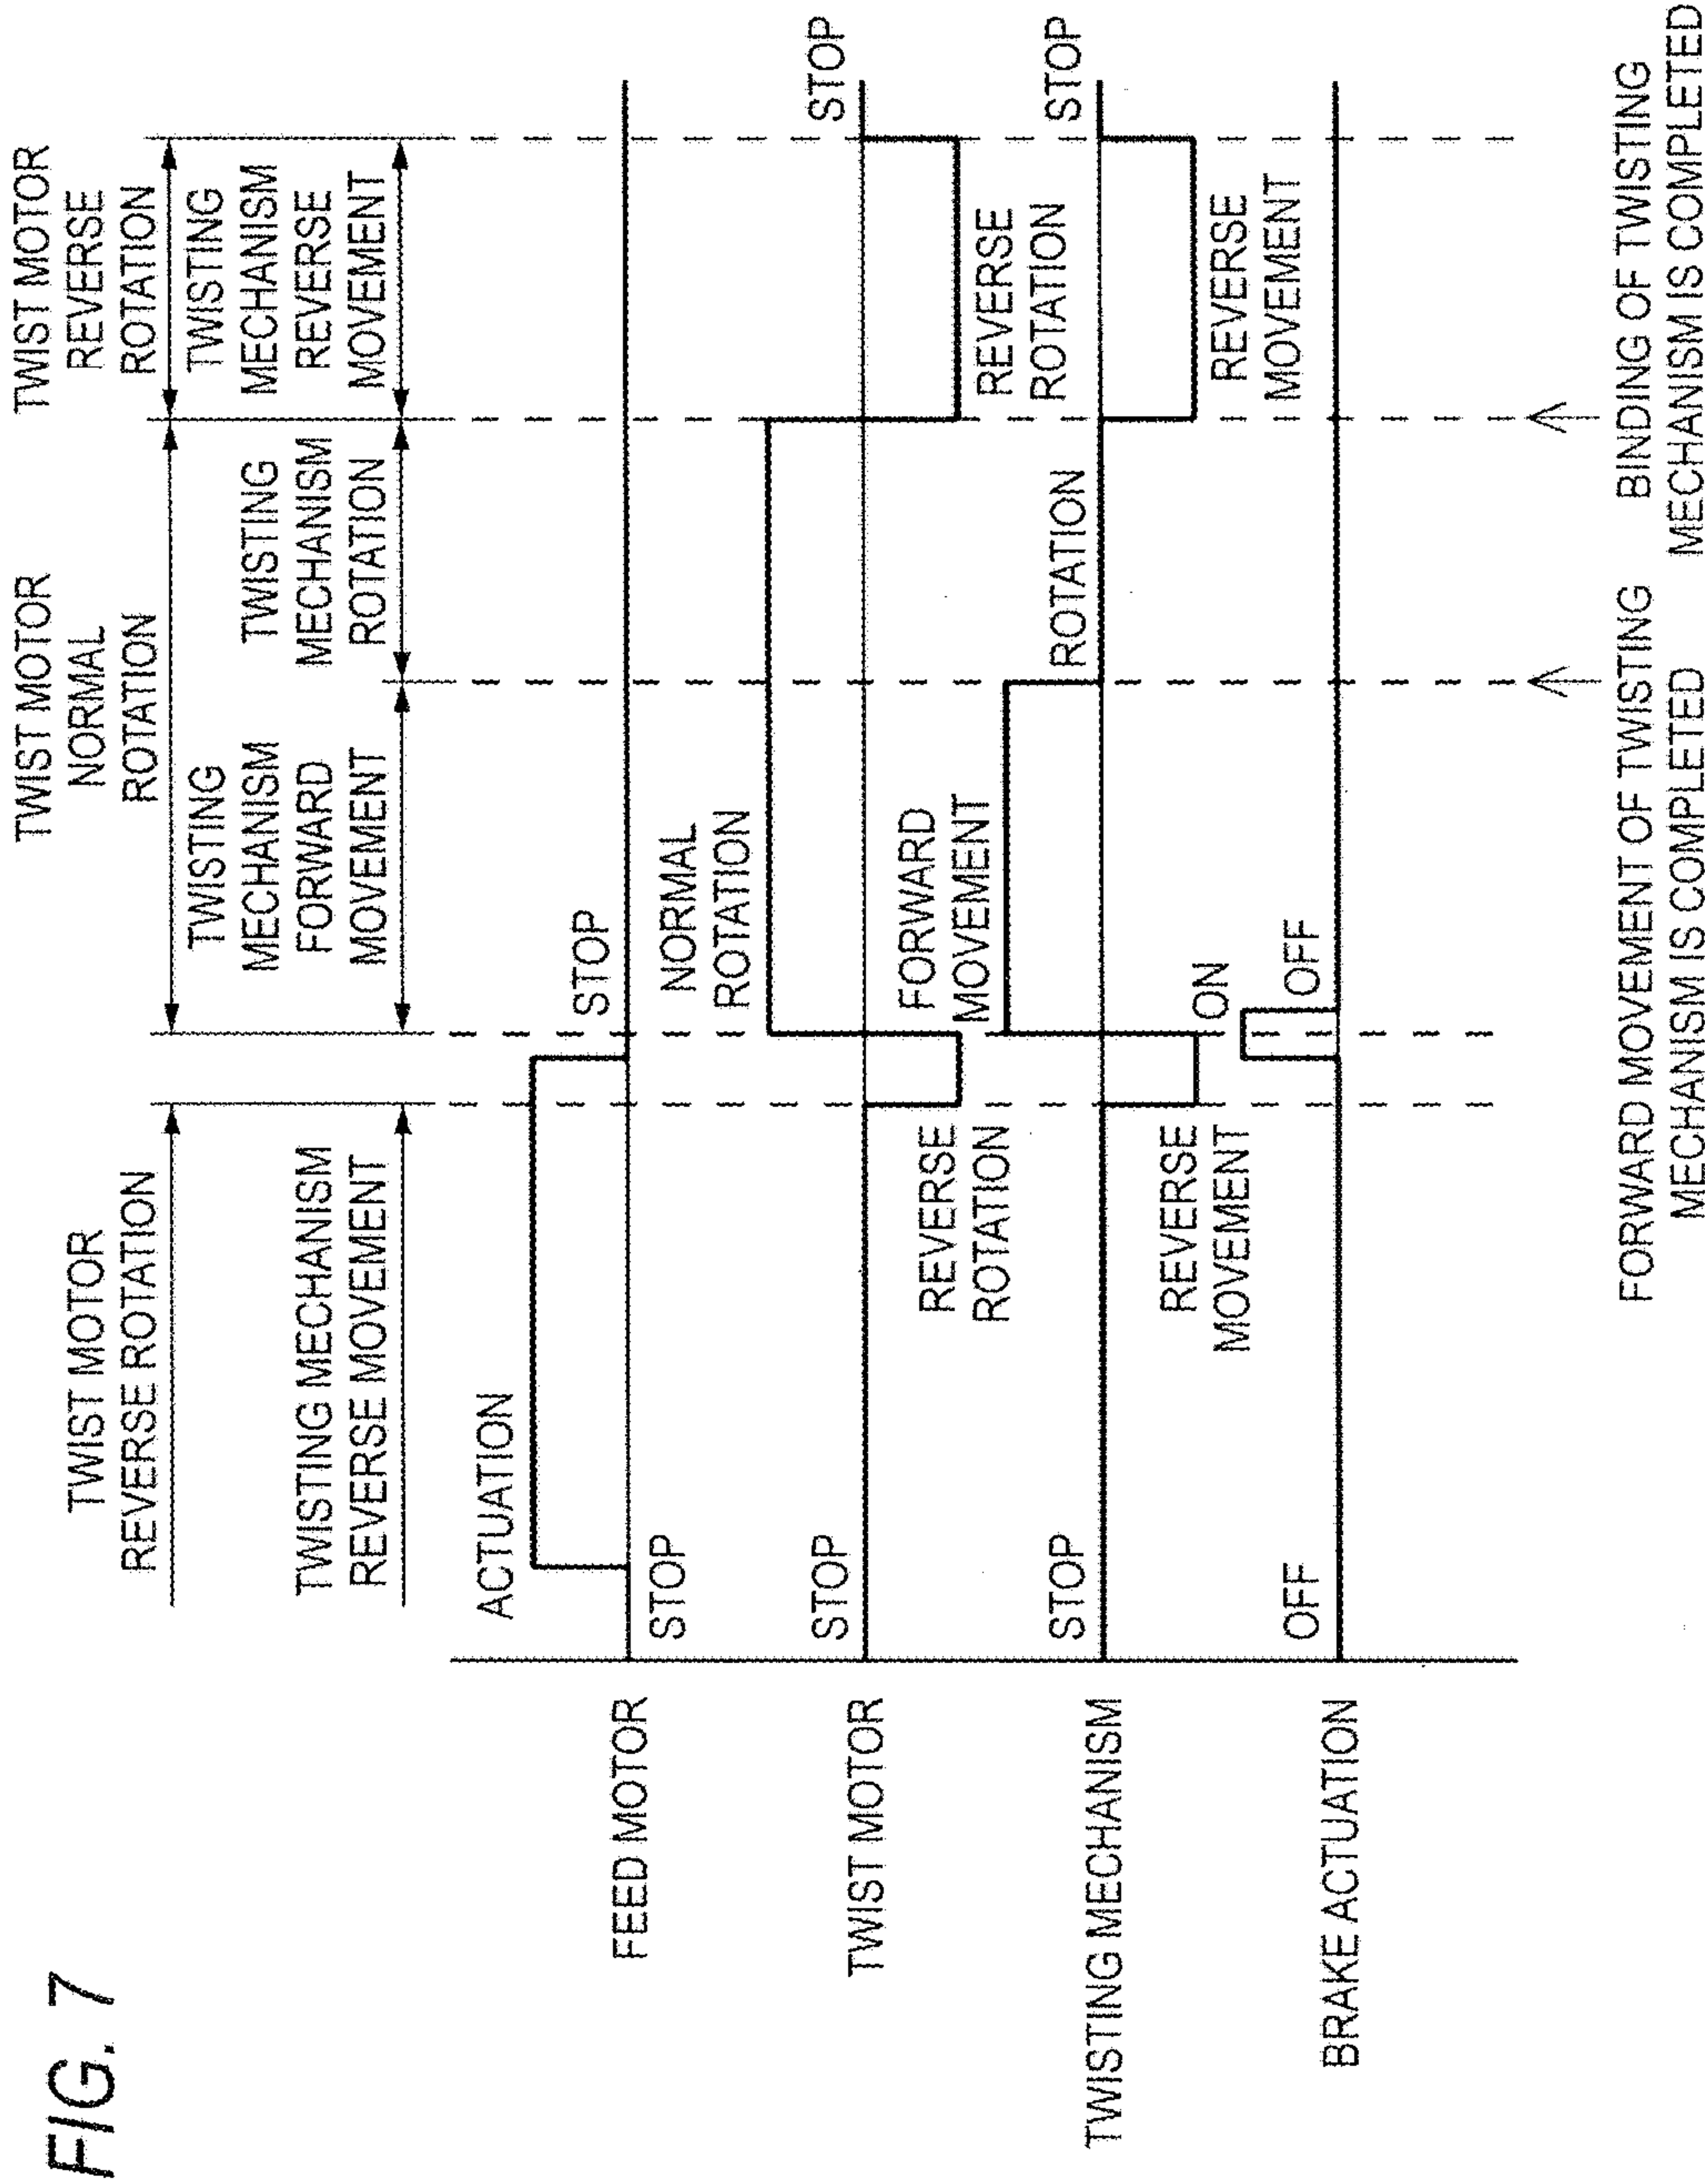 FIG. 7
TWIST MOTOR
REVERSE ROTATION
TWIST MOTOR
NORMAL
ROTATION
TWIST MOTOR
REVERSE
ROTATION
TWISTING MECHANISM
REVERSE MOVEMENT
TWISTING
MECHANISM
FORWARD
MOVEMENT
TWISTING
MECHANISM
ROTATION
TWISTING
MECHANISM
REVERSE
MOVEMENT
FEED MOTOR
STOP
ACTUATION
STOP
TWIST MOTOR
STOP
REVERSE
ROTATION
NORMAL
ROTATION
REVERSE
ROTATION
STOP
TWISTING MECHANISM
STOP
REVERSE
MOVEMENT
FORWARD
MOVEMENT
ROTATION
REVERSE
MOVEMENT
STOP
BRAKE ACTUATION
OFF
ON
OFF
FORWARD MOVEMENT OF TWISTING
MECHANISM IS COMPLETED
BINDING OF TWISTING
MECHANISM IS COMPLETED